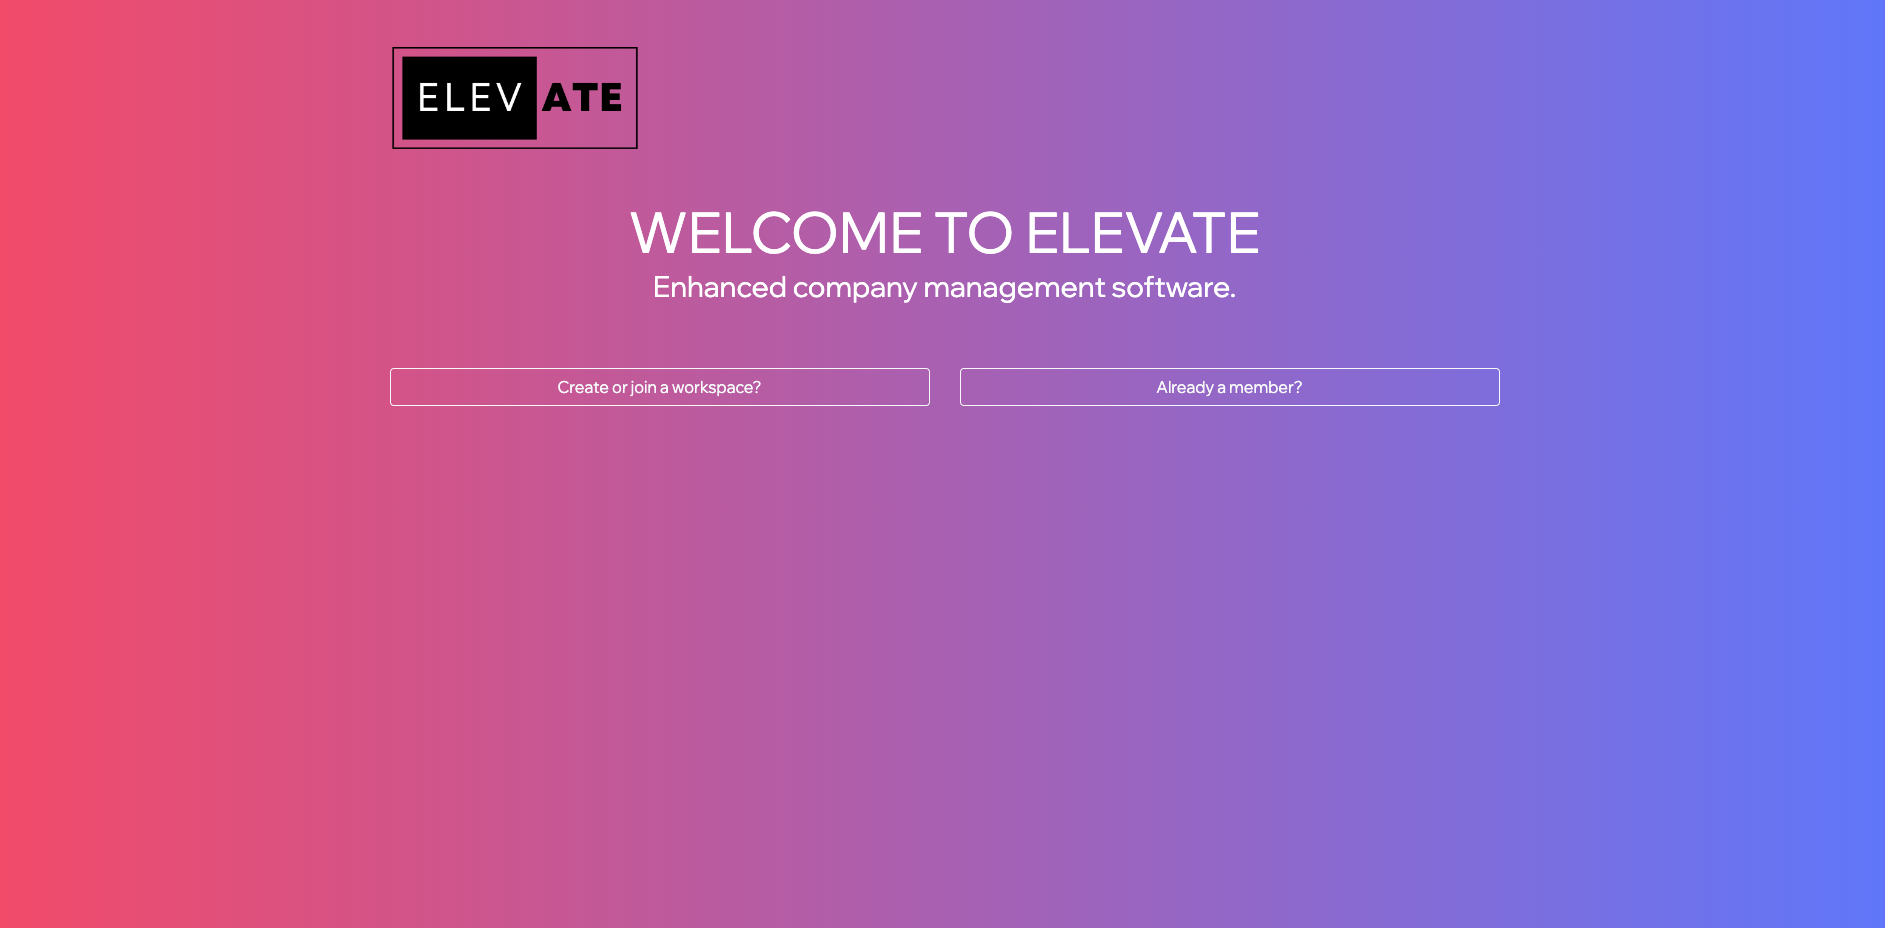 ELEVATE
WELCOME TO ELEVATE
Enhanced company management software.
Create or join a workspace?
Already a member?